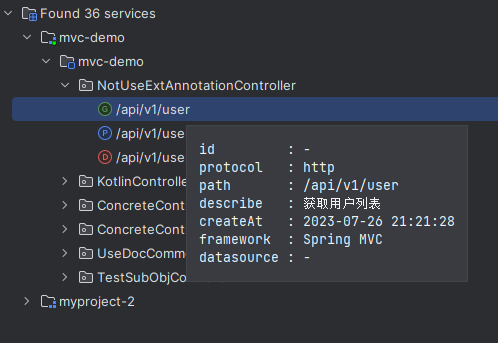 Found 36 services
mvc-demo
mvc-demo
NotUseExtAnnotationController
G /api/v1/user
P /api/v1/use
D /api/v1/use
KotlinControlle
ConcreteCont
ConcreteCont
UseDocComm
TestSubObjCo
myproject-2
id : -
protocol : http
path : /api/v1/user
describe : 获取用户列表
createAt : 2023-07-26 21:21:28
framework : Spring MVC
datasource : -